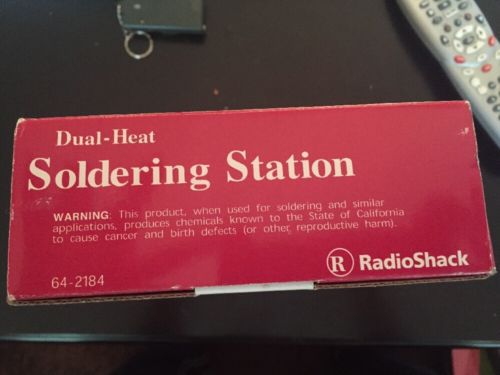 Dual-Heat
Soldering Station
WARNING: This product, when used for soldering and similar
applications, produces chemicals known to the State of California
to cause cancer and birth defects (or other reproductive harm).
64-2184
R RadioShack